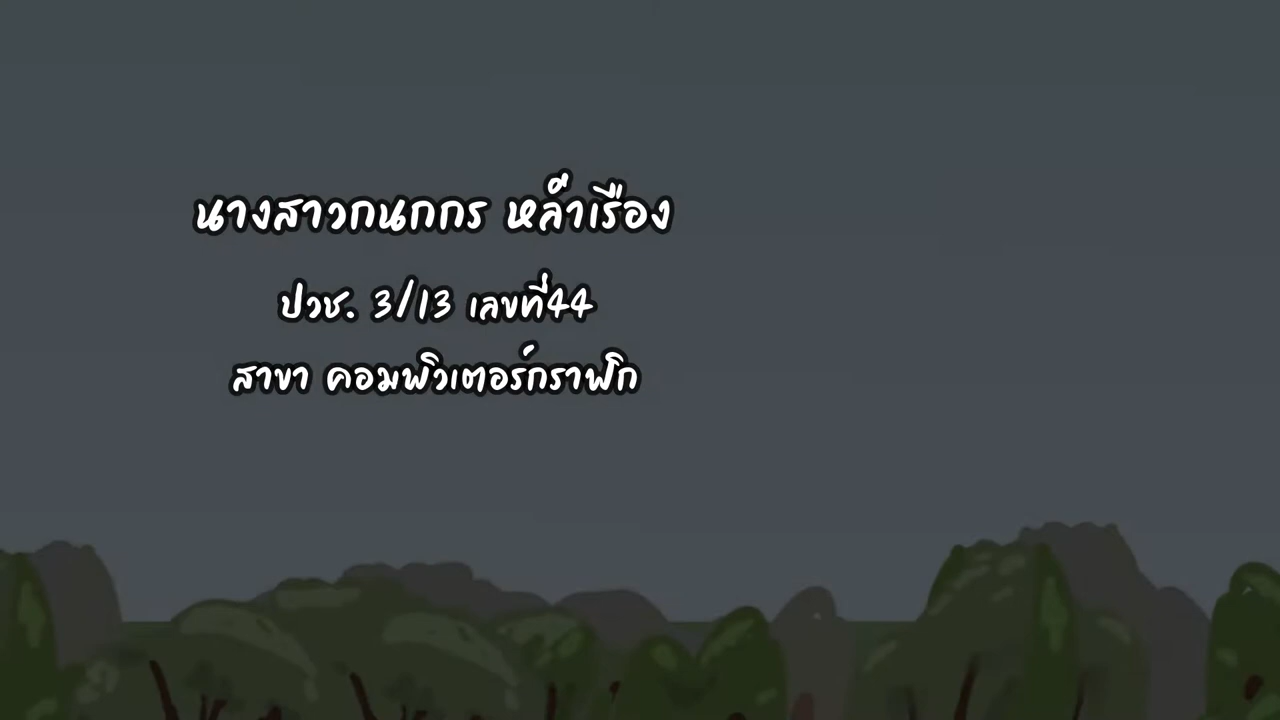 นางสาวกนกกร หล้ำเรือง
ปวช. 3/13 เลขที่44
สาขา คอมพิวเตอร์กราฟิก